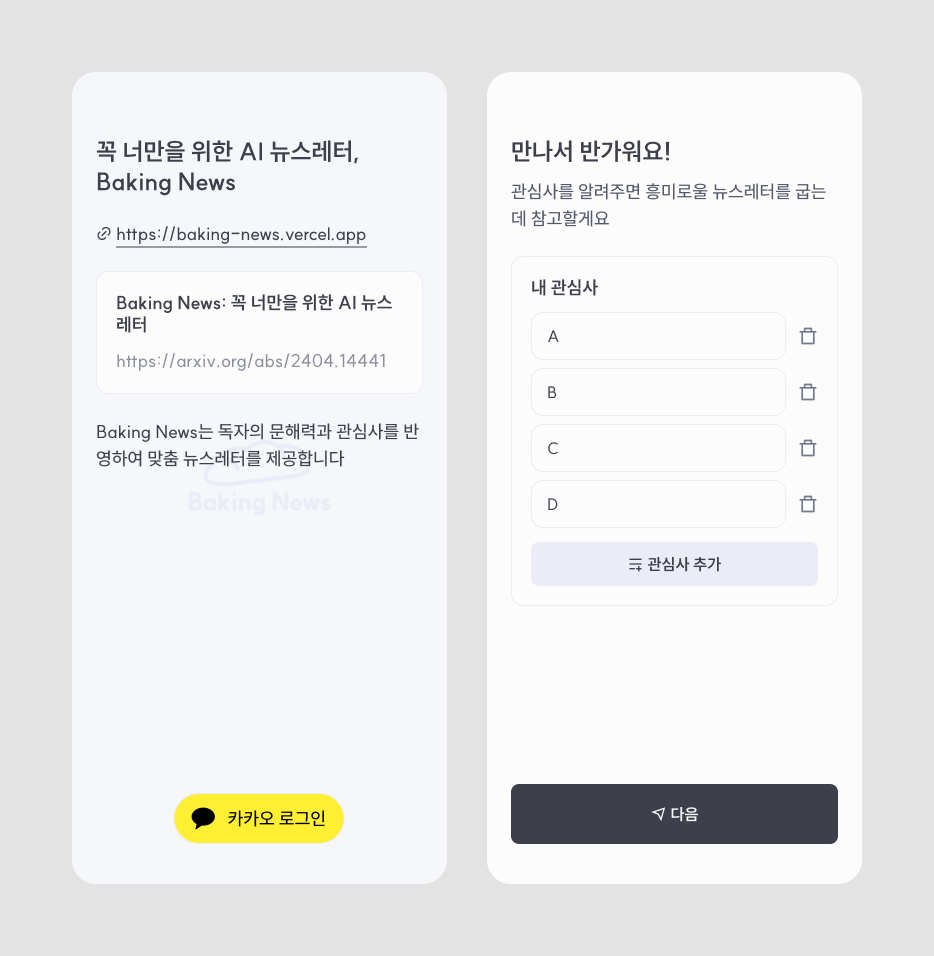 꼭 너만을 위한 AI 뉴스레터,
Baking News
https://baking-news.vercel.app
Baking News: 꼭 너만을 위한 AI 뉴스
레터
https://arxiv.org/abs/2404.14441
Baking News는 독자의 문해력과 관심사를 반
영하여 맞춤 뉴스레터를 제공합니다
Baking News
카카오 로그인
만나서 반가워요!
관심사를 알려주면 흥미로울 뉴스레터를 굽는
데 참고할게요
내 관심사
A
B
C
D
관심사 추가
다음